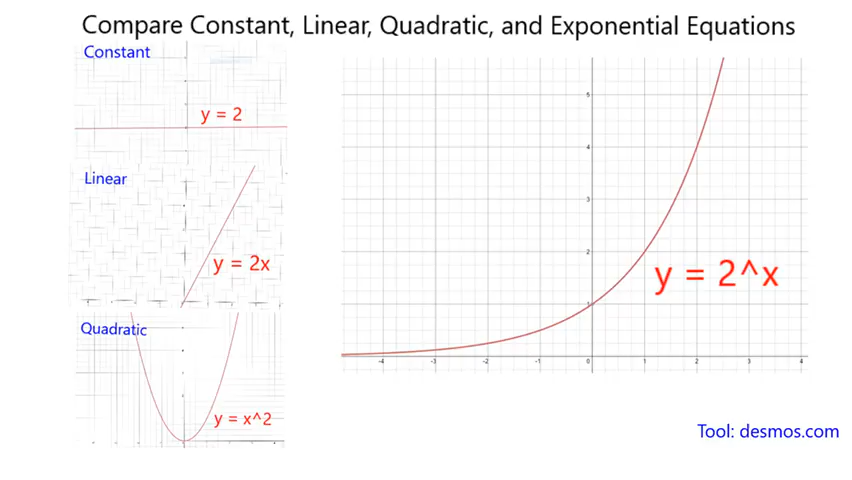 Compare Constant, Linear, Quadratic, and Exponential Equations
Constant
y = 2
Linear
y = 2x
Quadratic
y = x^2
5
4
3
2
1
-4 -3 -2 -1 0 1 2 3 4
y = 2^x
Tool: desmos.com